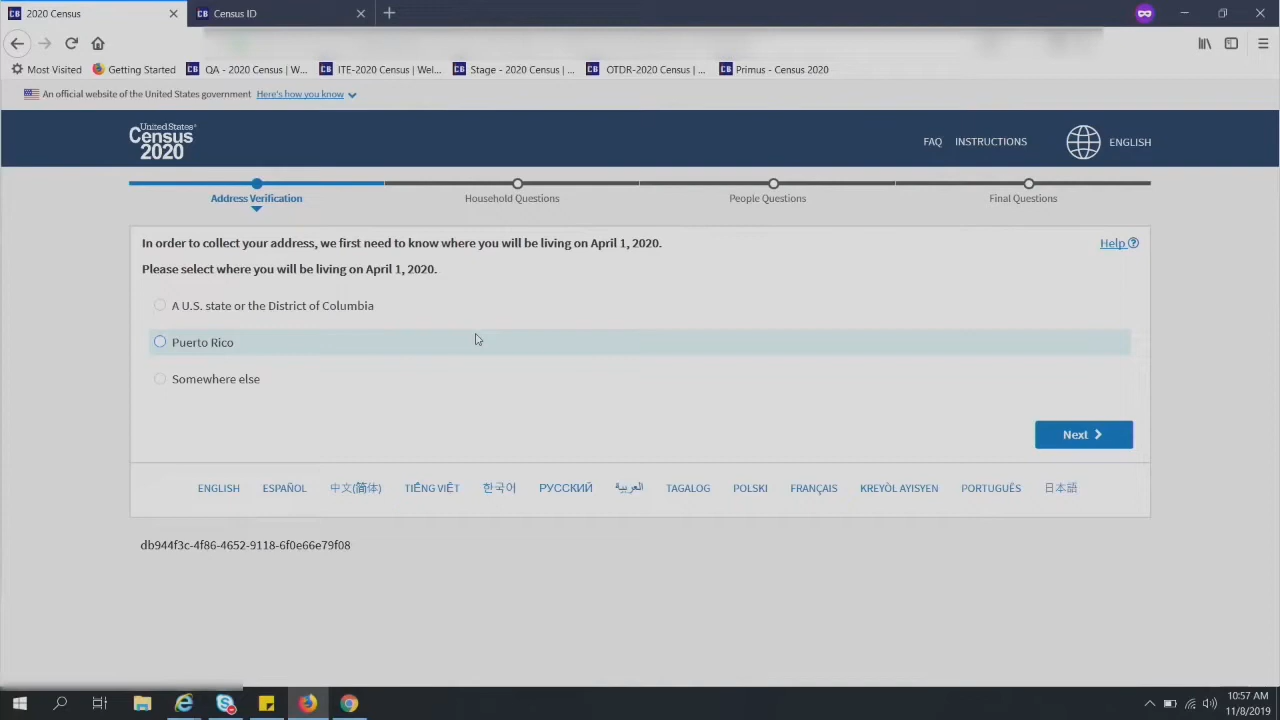 2020 Census
Census ID
Most Visited
Getting Started
QA - 2020 Census | W...
ITE-2020 Census | Wel...
Stage - 2020 Census | ...
OTDR-2020 Census | ...
Primus - Census 2020
An official website of the United States government Here's how you know
United States®
Census
2020
FAQ INSTRUCTIONS ENGLISH
Address Verification
Household Questions
People Questions
Final Questions
In order to collect your address, we first need to know where you will be living on April 1, 2020.
Help
Please select where you will be living on April 1, 2020.
A U.S. state or the District of Columbia
Puerto Rico
Somewhere else
Next
ENGLISH ESPAÑOL 中文(简体) TIẾNG VIỆT 한국어 РУССКИЙ العربية TAGALOG POLSKI FRANÇAIS KREYÒL AYISYEN PORTUGUÊS 日本語
db944f3c-4f86-4652-9118-6f0e66e79f08
10:57 AM
11/8/2019